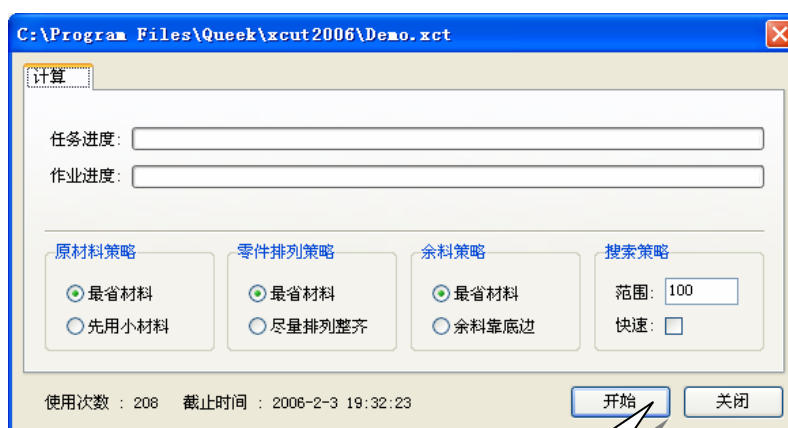 C:\Program Files\Queek\xcut2006\Demo.xct
计算
任务进度:
作业进度:
原材料策略 零件排列策略 余料策略 搜索策略
最省材料 最省材料 最省材料 范围: 100
先用小材料 尽量排列整齐 余料靠底边 快速:
使用次数 : 208 截止时间 : 2006-2-3 19:32:23 开始 关闭